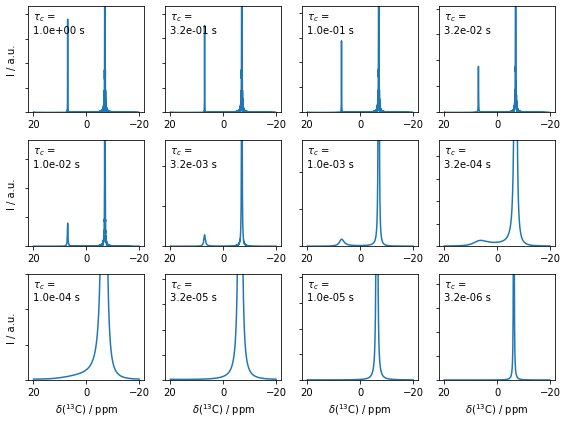 I / a.u.
τc =
1.0e+00 s
τc =
3.2e-01 s
τc =
1.0e-01 s
τc =
3.2e-02 s
20 0 −20 20 0 −20 20 0 −20 20 0 −20
I / a.u.
τc =
1.0e-02 s
τc =
3.2e-03 s
τc =
1.0e-03 s
τc =
3.2e-04 s
20 0 −20 20 0 −20 20 0 −20 20 0 −20
I / a.u.
τc =
1.0e-04 s
τc =
3.2e-05 s
τc =
1.0e-05 s
τc =
3.2e-06 s
20 0 −20 20 0 −20 20 0 −20 20 0 −20
δ(¹³C) / ppm δ(¹³C) / ppm δ(¹³C) / ppm δ(¹³C) / ppm